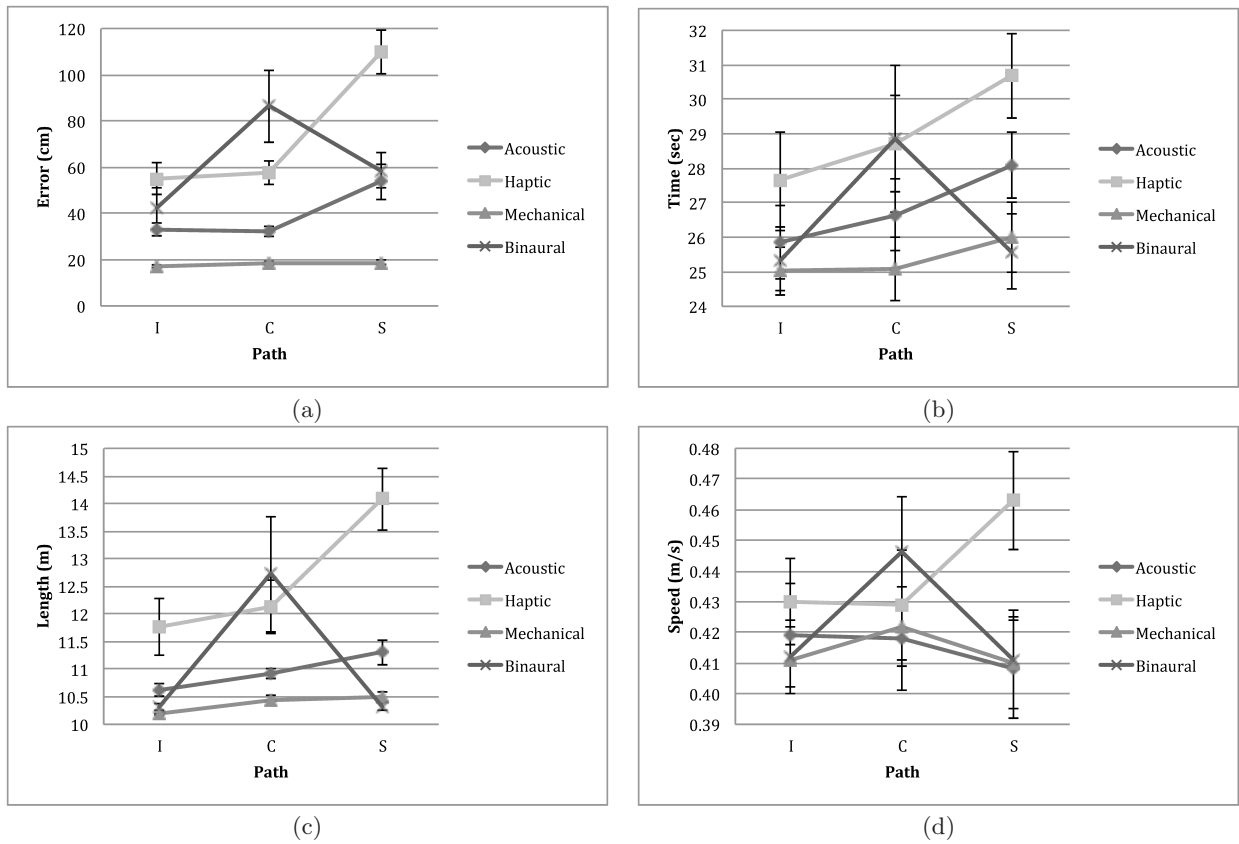 120
100
80
60
40
20
0
Error (cm)
I C S
Path
Acoustic
Haptic
Mechanical
Binaural
(a)
32
31
30
29
28
27
26
25
24
Time (sec)
I C S
Path
Acoustic
Haptic
Mechanical
Binaural
(b)
15
14.5
14
13.5
13
12.5
12
11.5
11
10.5
10
Length (m)
I C S
Path
Acoustic
Haptic
Mechanical
Binaural
(c)
0.48
0.47
0.46
0.45
0.44
0.43
0.42
0.41
0.40
0.39
Speed (m/s)
I C S
Path
Acoustic
Haptic
Mechanical
Binaural
(d)